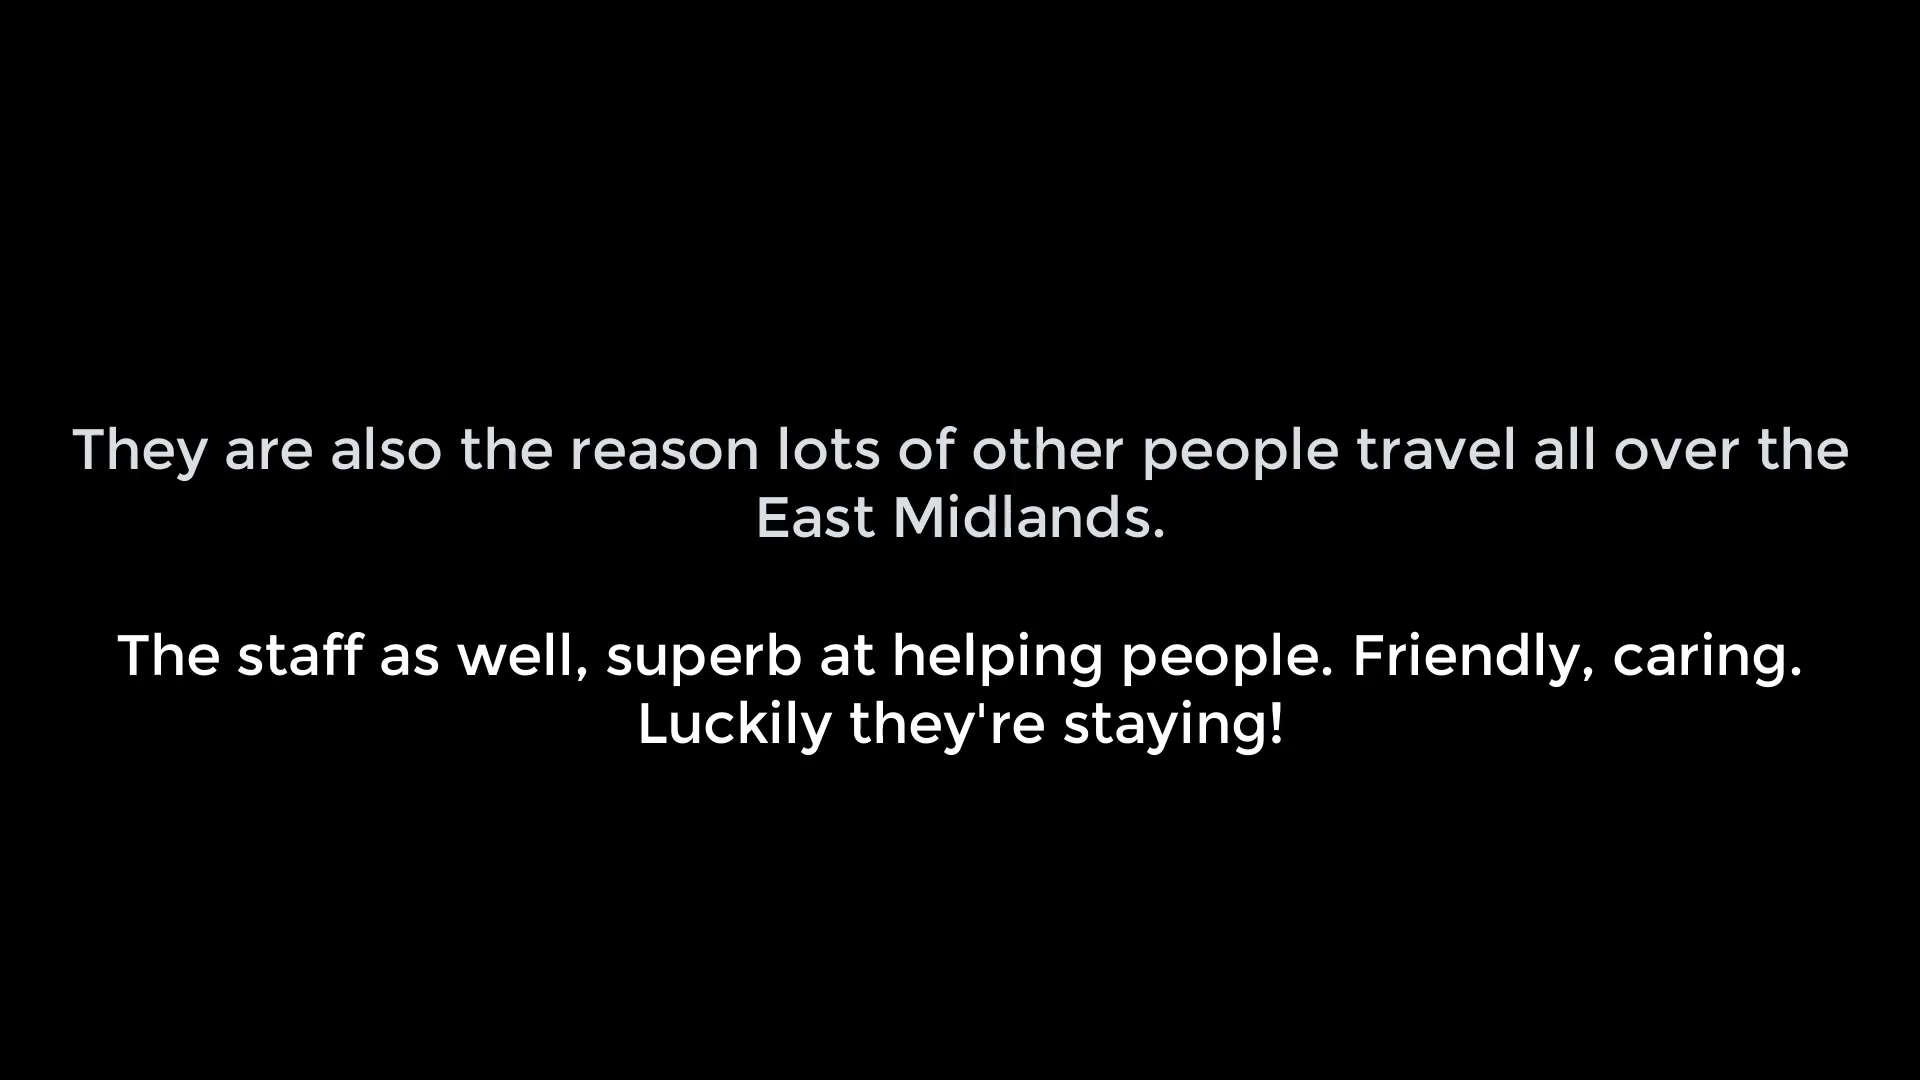 They are also the reason lots of other people travel all over the
East Midlands.
The staff as well, superb at helping people. Friendly, caring.
Luckily they're staying!